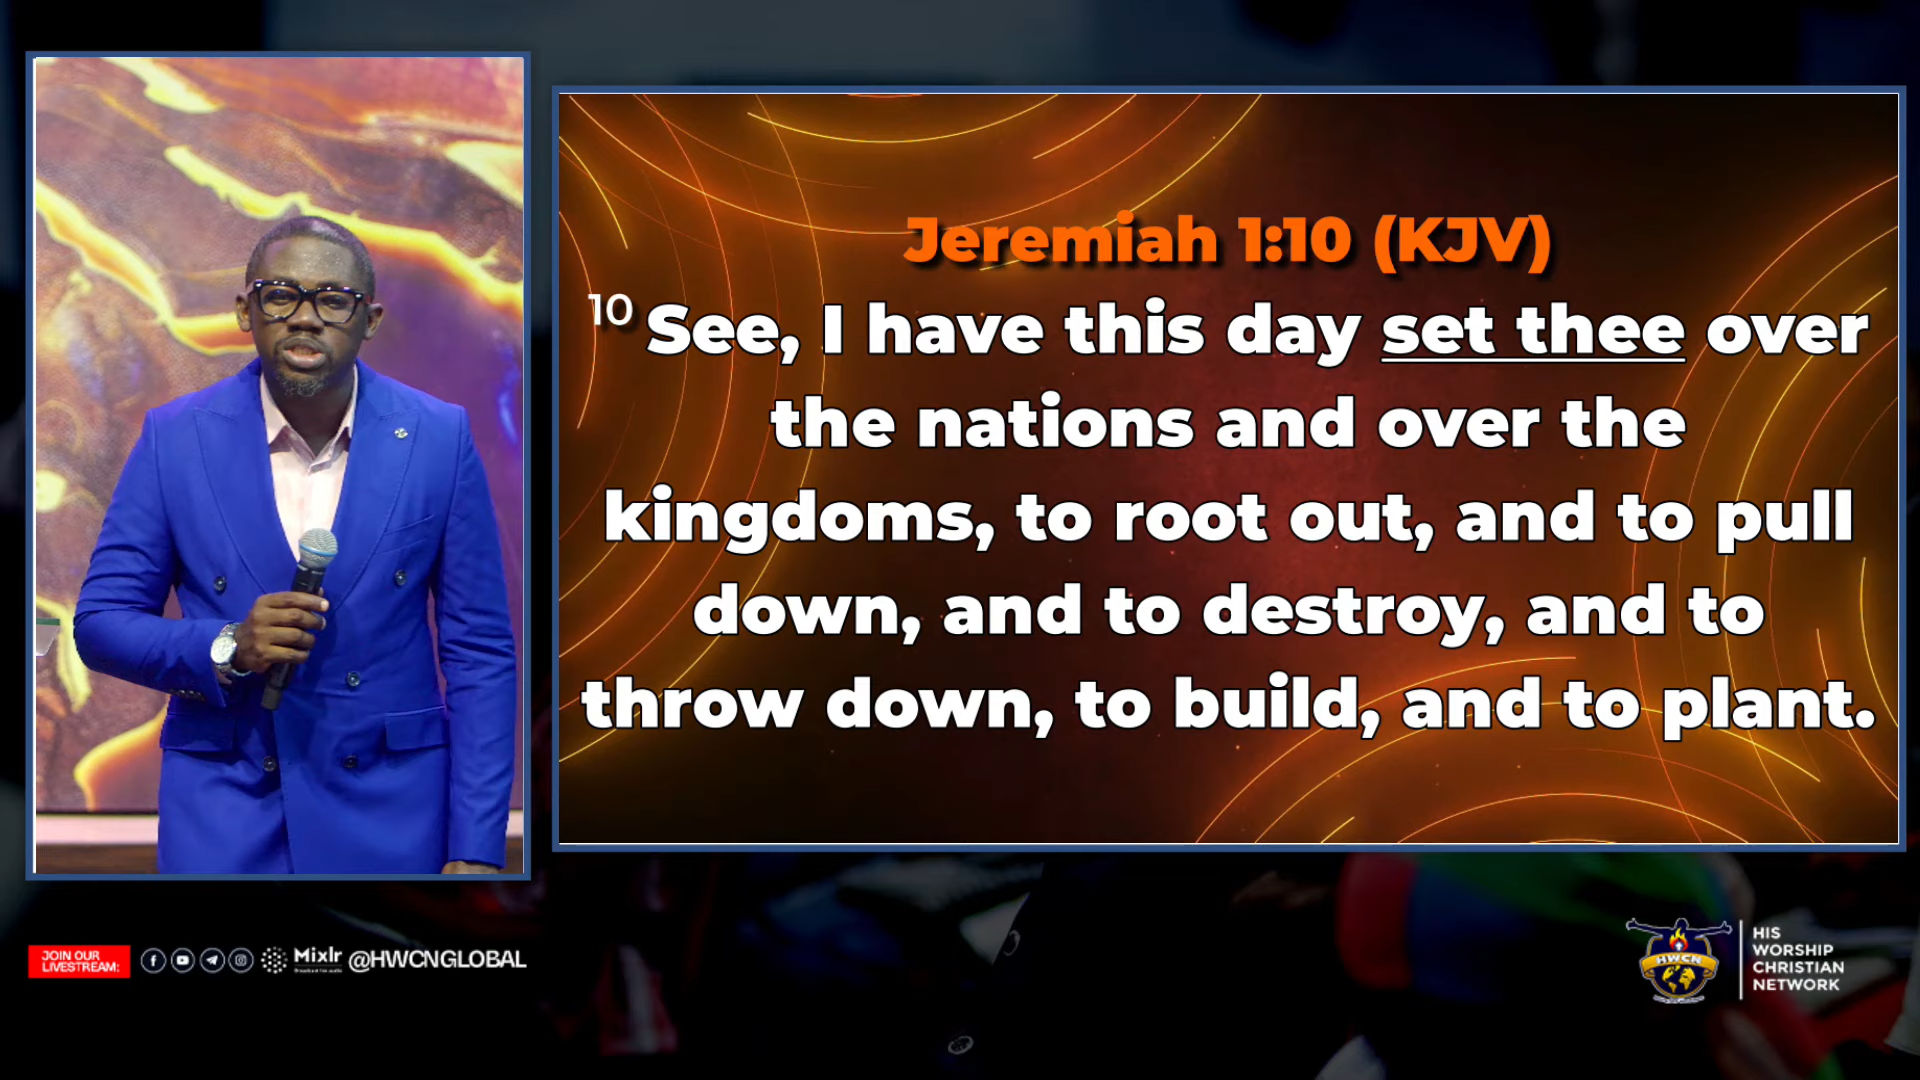 Jeremiah 1:10 (KJV)
10 See, I have this day set thee over
the nations and over the
kingdoms, to root out, and to pull
down, and to destroy, and to
throw down, to build, and to plant.
JOIN OUR
LIVESTREAM:
Mixlr
@HWCNGLOBAL
HWCN
HIS
WORSHIP
CHRISTIAN
NETWORK